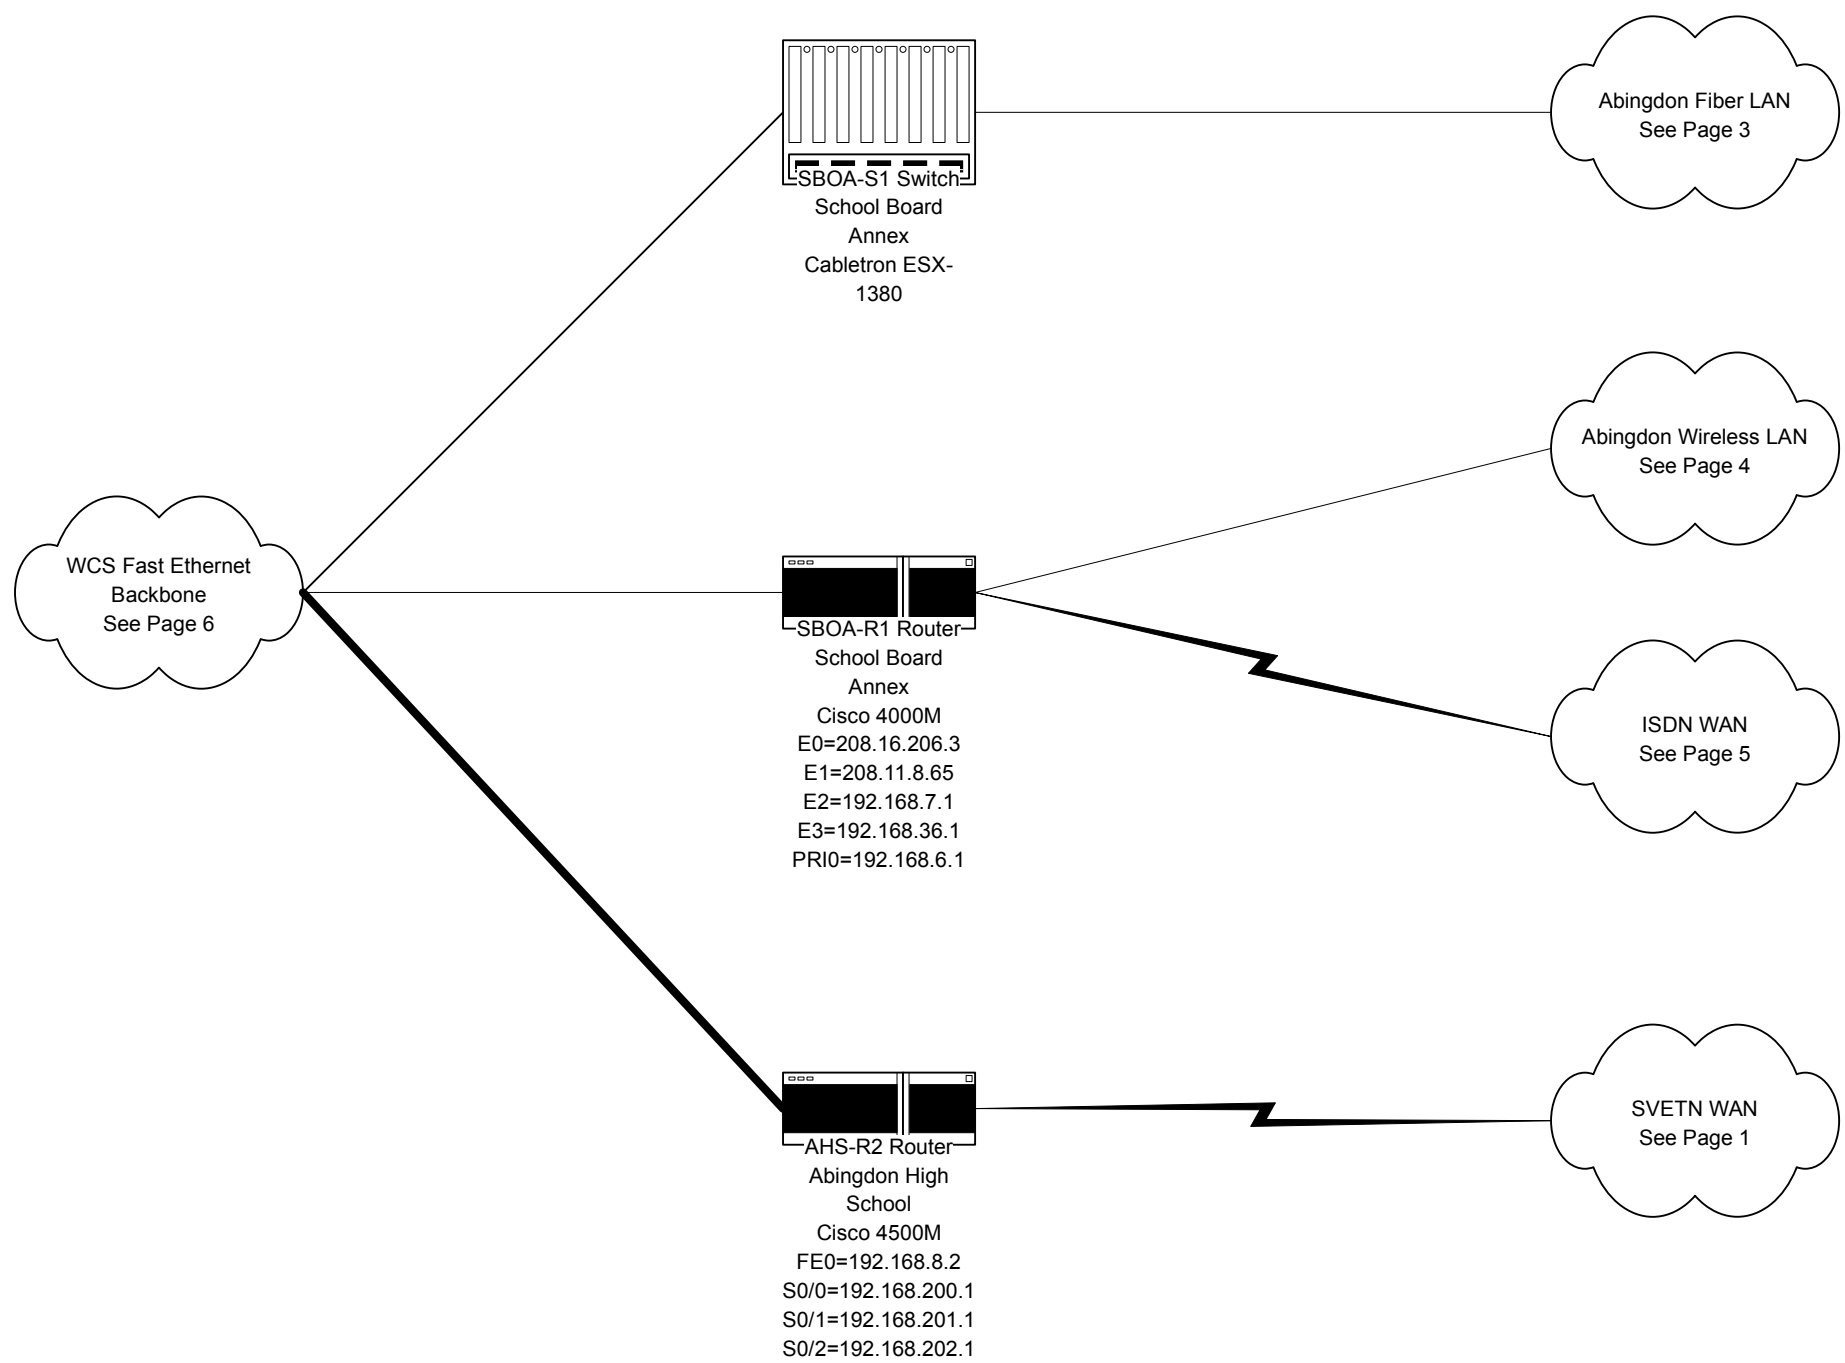 Abingdon Fiber LAN
See Page 3
SBOA-S1 Switch
School Board
Annex
Cabletron ESX-
1380
Abingdon Wireless LAN
See Page 4
WCS Fast Ethernet
Backbone
See Page 6
SBOA-R1 Router
School Board
Annex
Cisco 4000M
E0=208.16.206.3
E1=208.11.8.65
E2=192.168.7.1
E3=192.168.36.1
PRI0=192.168.6.1
ISDN WAN
See Page 5
AHS-R2 Router
Abingdon High
School
Cisco 4500M
FE0=192.168.8.2
S0/0=192.168.200.1
S0/1=192.168.201.1
S0/2=192.168.202.1
SVETN WAN
See Page 1